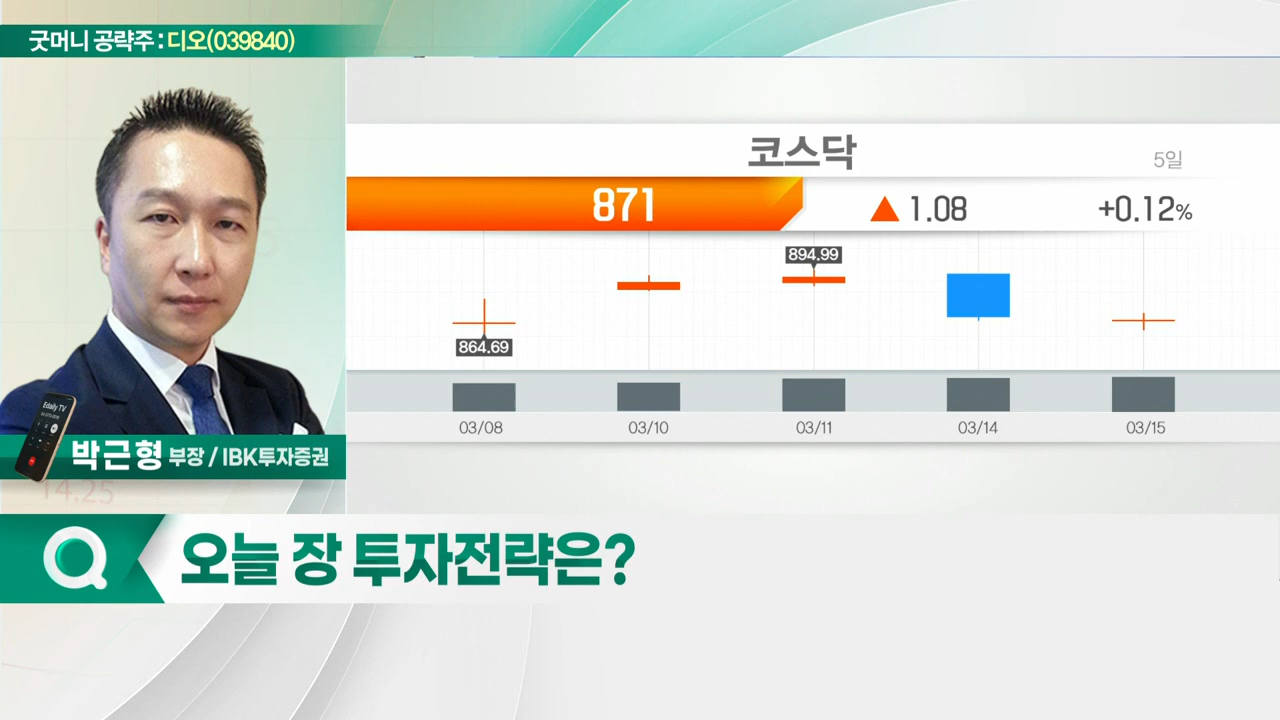 굿머니 공략주 : 디오(039840)
코스닥
5일
871 ▲ 1.08 +0.12%
894.99
864.69
03/08 03/10 03/11 03/14 03/15
Edaily TV
박근형 부장 / IBK투자증권
14.25
오늘 장 투자전략은?